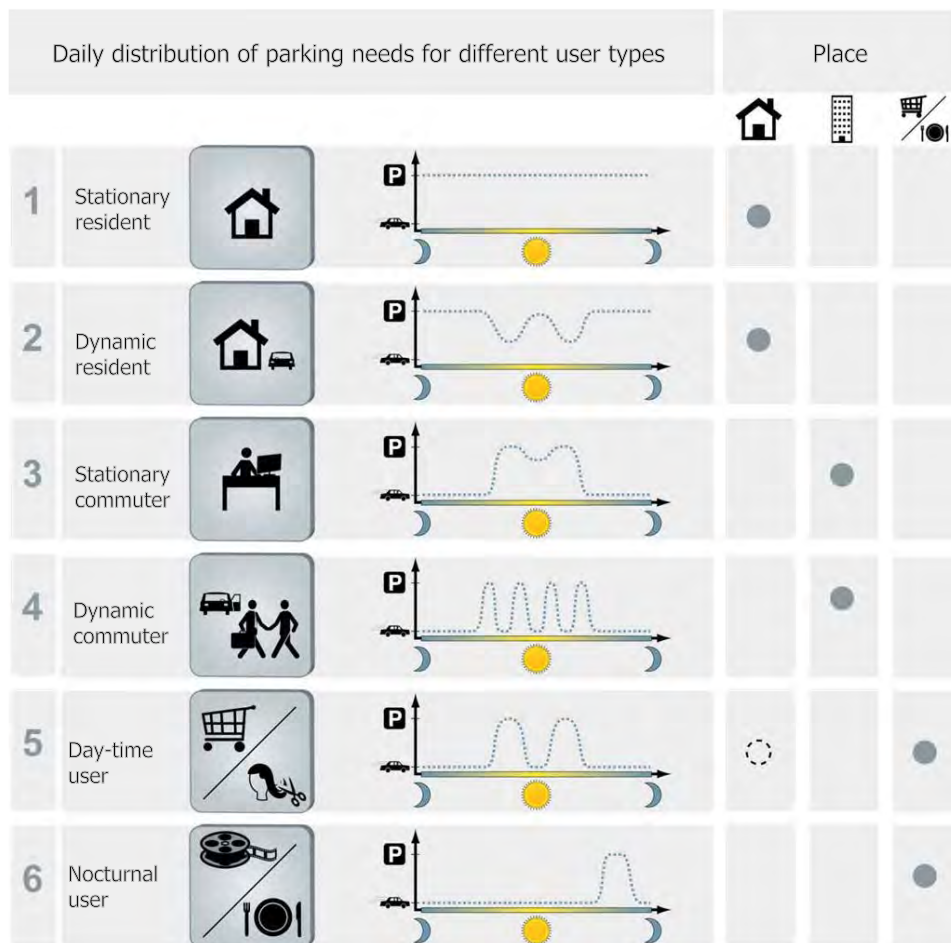 Daily distribution of parking needs for different user types
Place
1
Stationary
resident
P
2
Dynamic
resident
P
3
Stationary
commuter
P
4
Dynamic
commuter
P
5
Day-time
user
P
6
Nocturnal
user
P